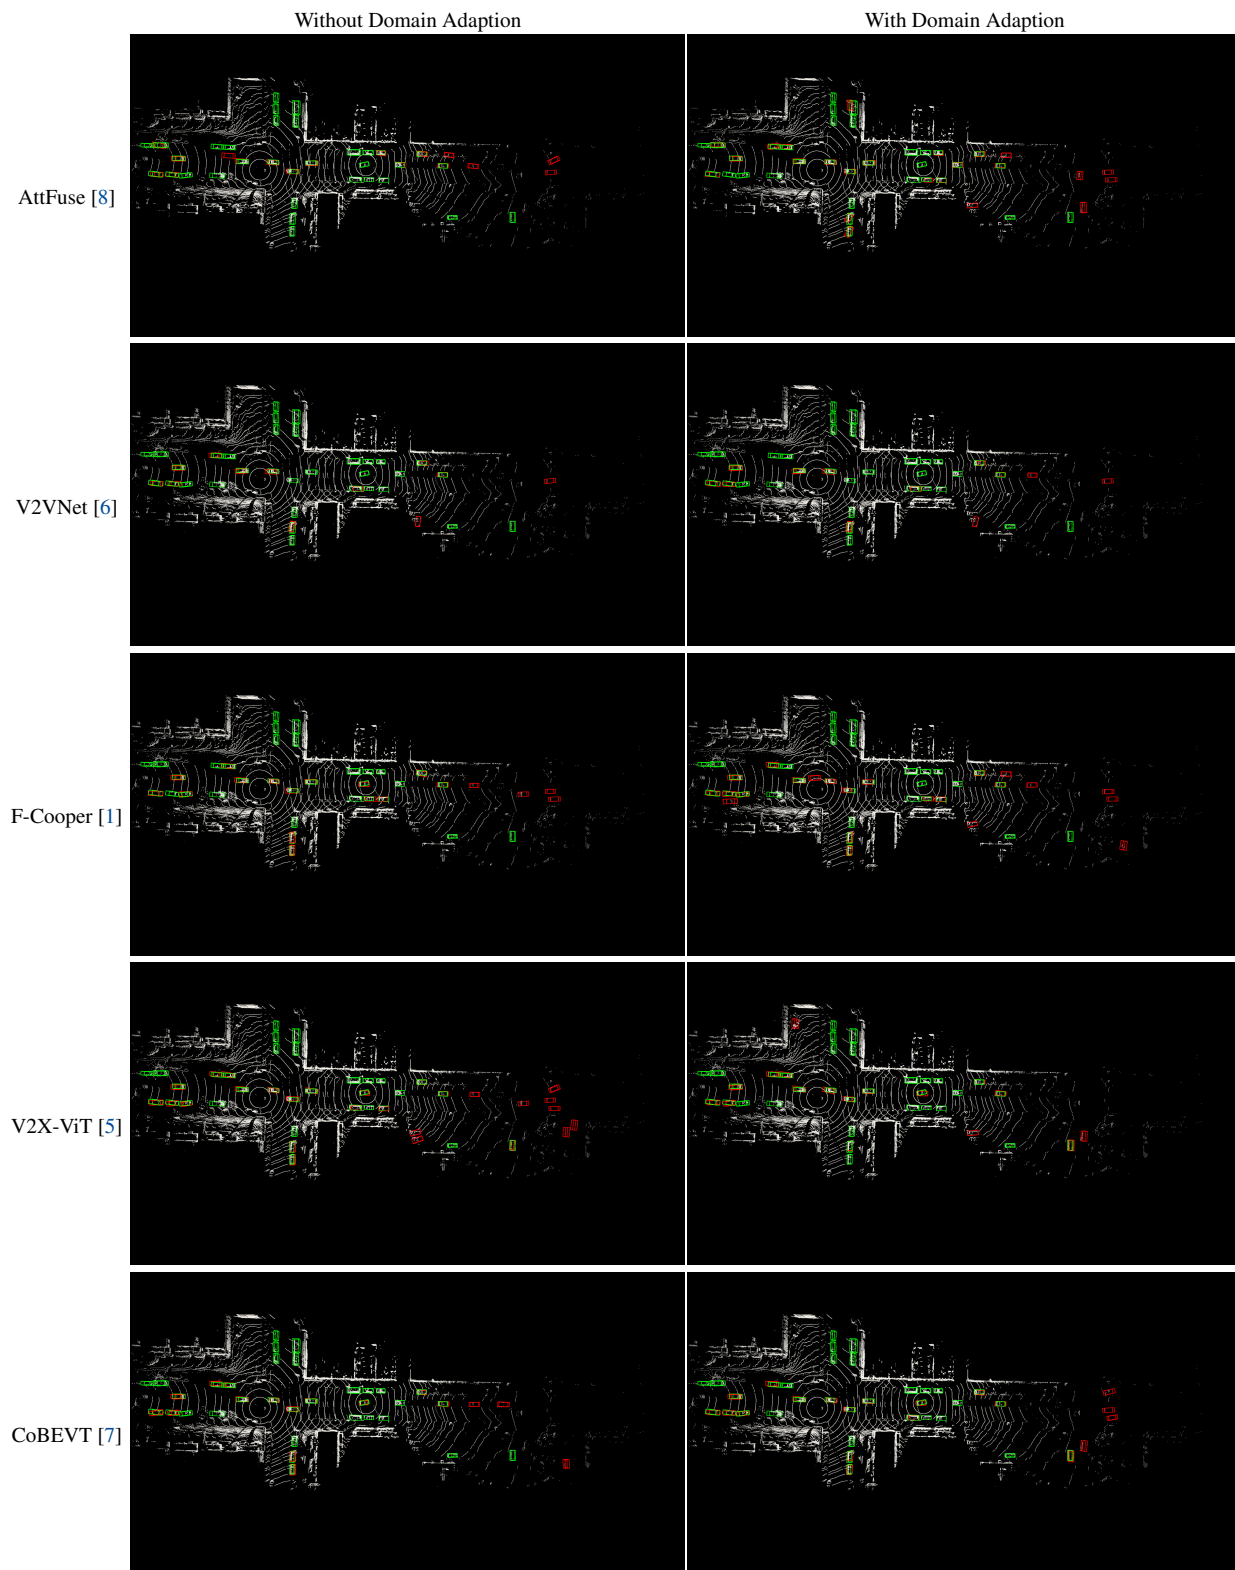 Without Domain Adaption
With Domain Adaption
AttFuse [8]
V2VNet [6]
F-Cooper [1]
V2X-ViT [5]
CoBEVT [7]